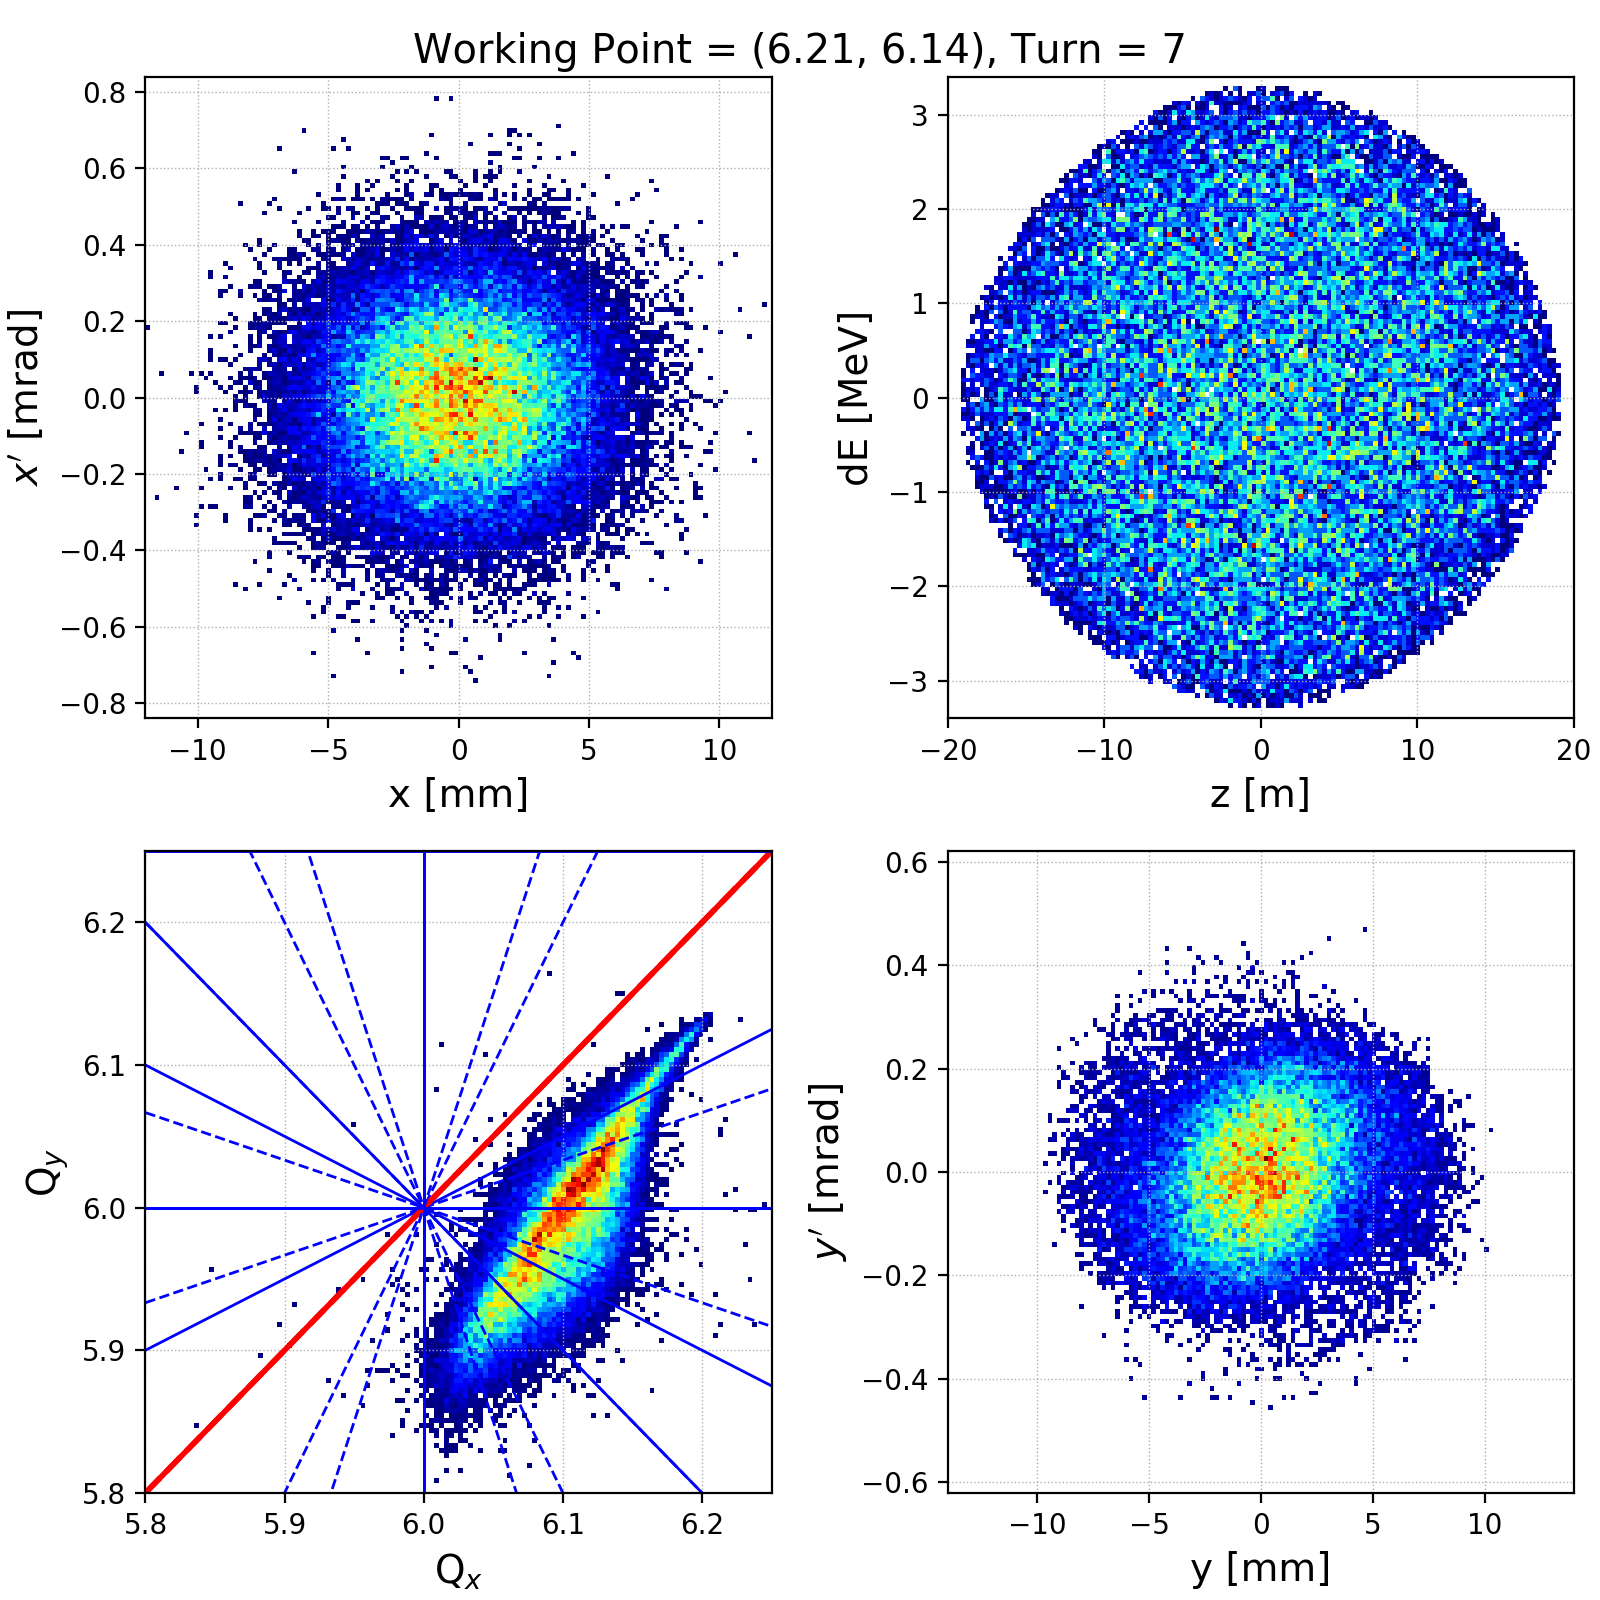 Working Point = (6.21, 6.14), Turn = 7
0.8
0.6
0.4
0.2
0.0
−0.2
−0.4
−0.6
−0.8
x′ [mrad]
−10 −5 0 5 10
x [mm]
3
2
1
0
−1
−2
−3
dE [MeV]
−20 −10 0 10 20
z [m]
6.2
6.1
6.0
5.9
5.8
Q_y
5.8 5.9 6.0 6.1 6.2
Q_x
0.6
0.4
0.2
0.0
−0.2
−0.4
−0.6
y′ [mrad]
−10 −5 0 5 10
y [mm]